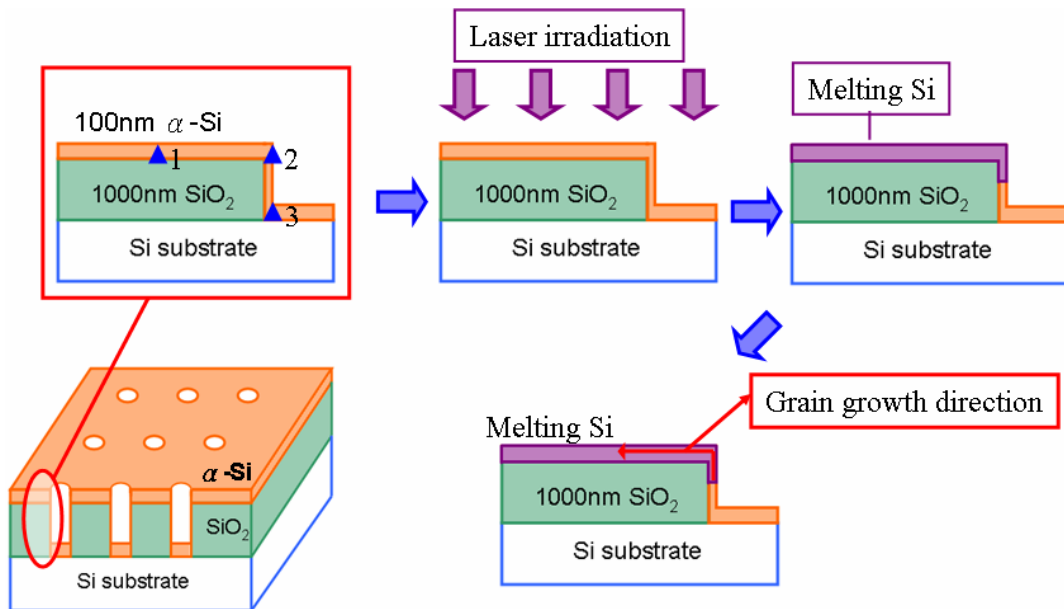 Laser irradiation
Melting Si
100nm α-Si
1
2
1000nm SiO₂
3
Si substrate
1000nm SiO₂
Si substrate
1000nm SiO₂
Si substrate
α-Si
SiO₂
Si substrate
Grain growth direction
Melting Si
1000nm SiO₂
Si substrate